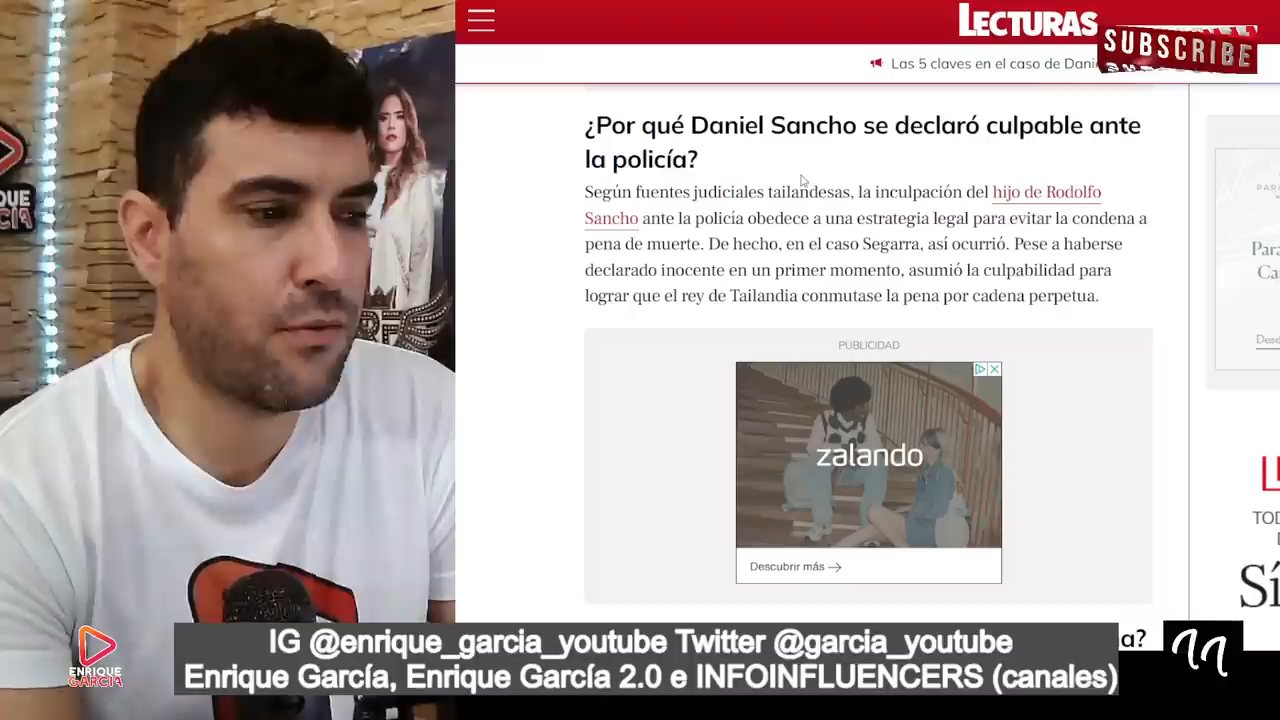 LECTURAS
SUBSCRIBE
Las 5 claves en el caso de Dani
¿Por qué Daniel Sancho se declaró culpable ante
la policía?
Según fuentes judiciales tailandesas, la inculpación del hijo de Rodolfo
Sancho ante la policía obedece a una estrategia legal para evitar la condena a
pena de muerte. De hecho, en el caso Segarra, así ocurrió. Pese a haberse
declarado inocente en un primer momento, asumió la culpabilidad para
lograr que el rey de Tailandia conmutase la pena por cadena perpetua.
PUBLICIDAD
zalando
Descubrir más
Para
Ca
Desc
TOD
Sí
a?
IG @enrique_garcia_youtube Twitter @garcia_youtube
Enrique García, Enrique García 2.0 e INFOINFLUENCERS (canales)
ENRIQUE
GARCÍA